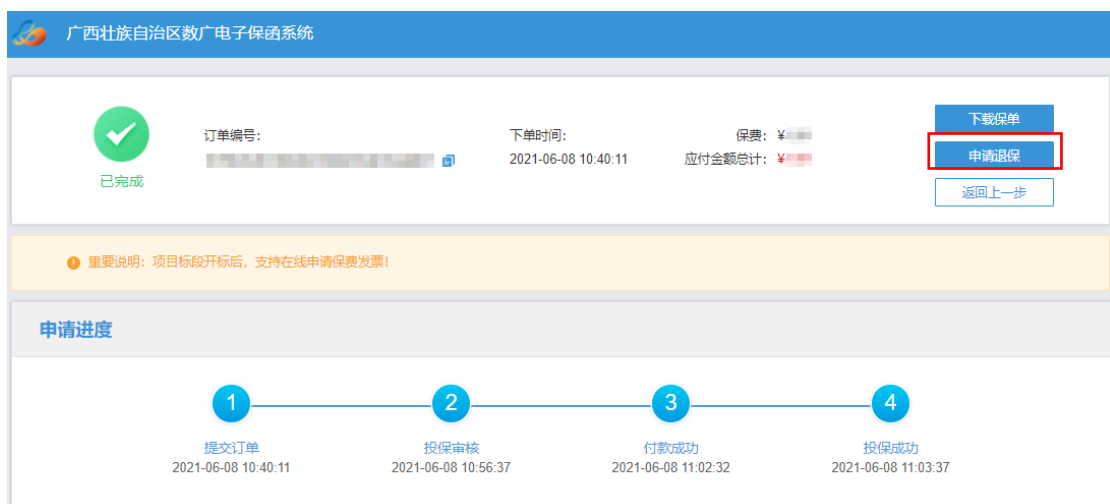 广西壮族自治区数广电子保函系统
下载保单
订单编号:
下单时间:
保费: ¥
2021-06-08 10:40:11
应付金额总计: ¥
申请退保
已完成
返回上一步
重要说明：项目标段开标后，支持在线申请保费发票！
申请进度
1
2
3
4
提交订单
投保审核
付款成功
投保成功
2021-06-08 10:40:11
2021-06-08 10:56:37
2021-06-08 11:02:32
2021-06-08 11:03:37